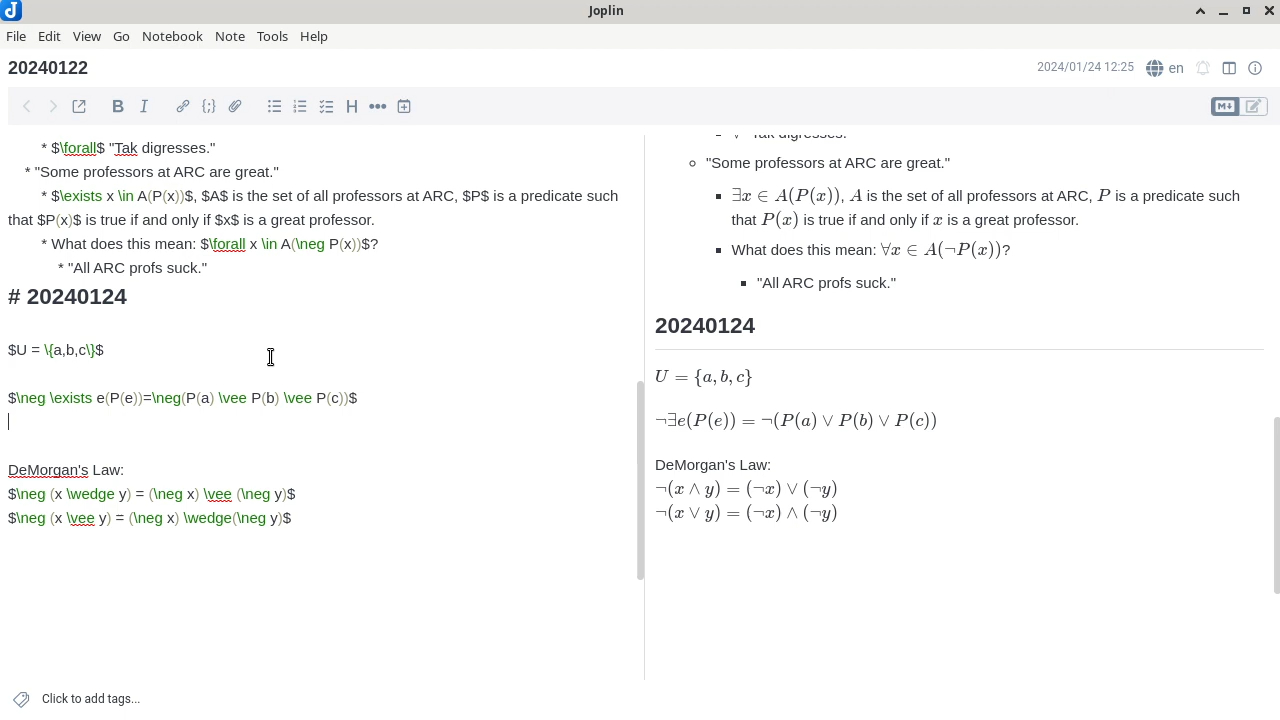 Joplin
File Edit View Go Notebook Note Tools Help
20240122
2024/01/24 12:25 en
* $\forall$ "Tak digresses."
* "Some professors at ARC are great."
* $\exists x \in A(P(x))$, $A$ is the set of all professors at ARC, $P$ is a predicate such
that $P(x)$ is true if and only if $x$ is a great professor.
* What does this mean: $\forall x \in A(\neg P(x))$?
* "All ARC profs suck."
# 20240124
$U = \{a,b,c\}$
$\neg \exists e(P(e))=\neg(P(a) \vee P(b) \vee P(c))$
DeMorgan's Law:
$\neg (x \wedge y) = (\neg x) \vee (\neg y)$
$\neg (x \vee y) = (\neg x) \wedge(\neg y)$
∀ "Tak digresses."
"Some professors at ARC are great."
∃x ∈ A(P(x)), A is the set of all professors at ARC, P is a predicate such
that P(x) is true if and only if x is a great professor.
What does this mean: ∀x ∈ A(¬P(x))?
"All ARC profs suck."
20240124
U = {a, b, c}
¬∃e(P(e)) = ¬(P(a) ∨ P(b) ∨ P(c))
DeMorgan's Law:
¬(x ∧ y) = (¬x) ∨ (¬y)
¬(x ∨ y) = (¬x) ∧ (¬y)
Click to add tags...